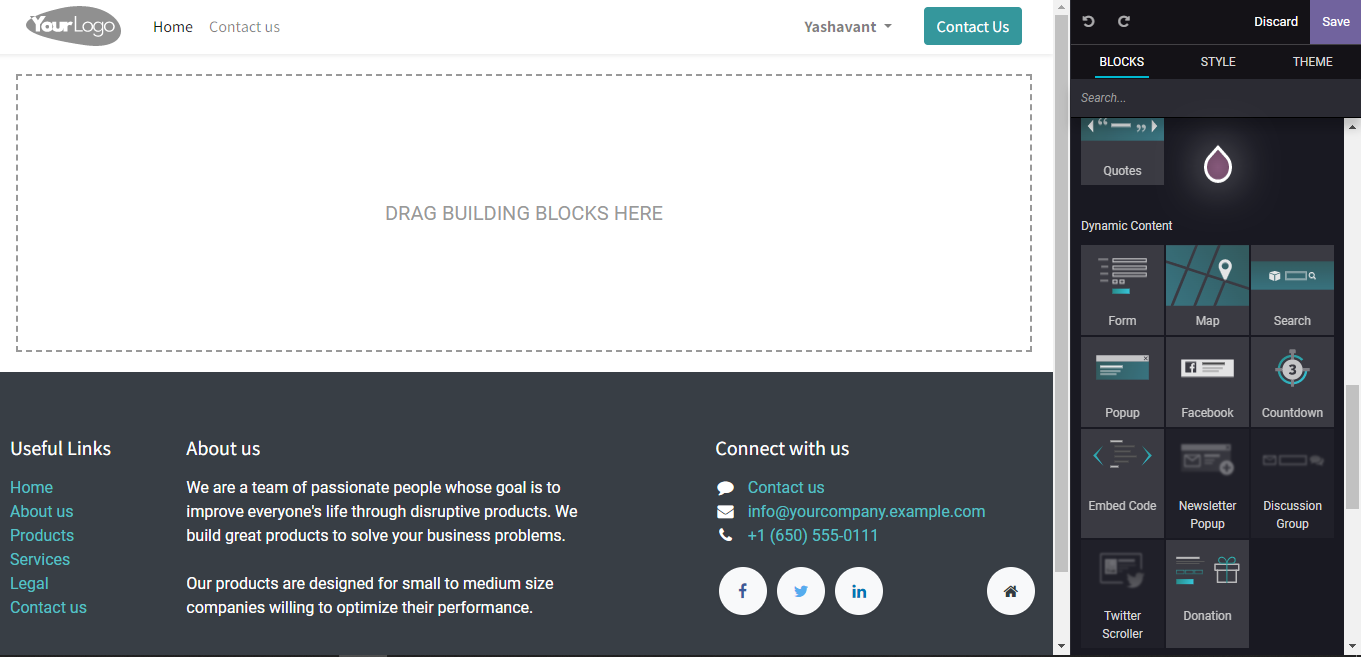 YourLogo
Home
Contact us
Yashavant
Contact Us
Discard
Save
BLOCKS
STYLE
THEME
Search...
DRAG BUILDING BLOCKS HERE
Quotes
Dynamic Content
Form
Map
Search
Popup
Facebook
3
Countdown
Embed Code
Newsletter
Popup
Discussion
Group
Twitter
Scroller
Donation
Useful Links
Home
About us
Products
Services
Legal
Contact us
About us
We are a team of passionate people whose goal is to
improve everyone's life through disruptive products. We
build great products to solve your business problems.
Our products are designed for small to medium size
companies willing to optimize their performance.
Connect with us
Contact us
info@yourcompany.example.com
+1 (650) 555-0111